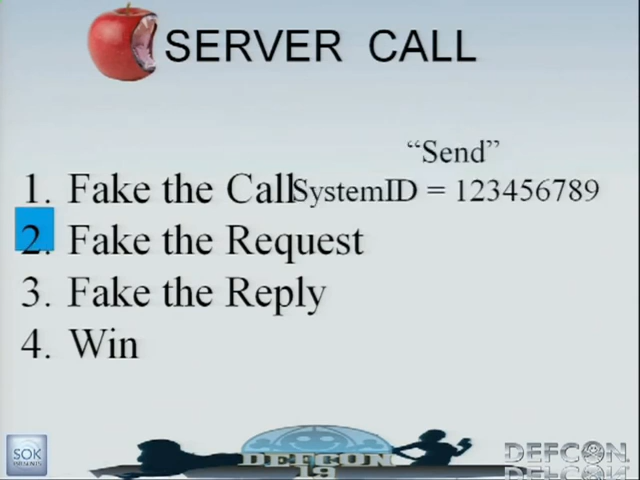 SERVER CALL
“Send”
1. Fake the Call SystemID = 123456789
2. Fake the Request
3. Fake the Reply
4. Win
SOK
DEFCON
19
DEFCON